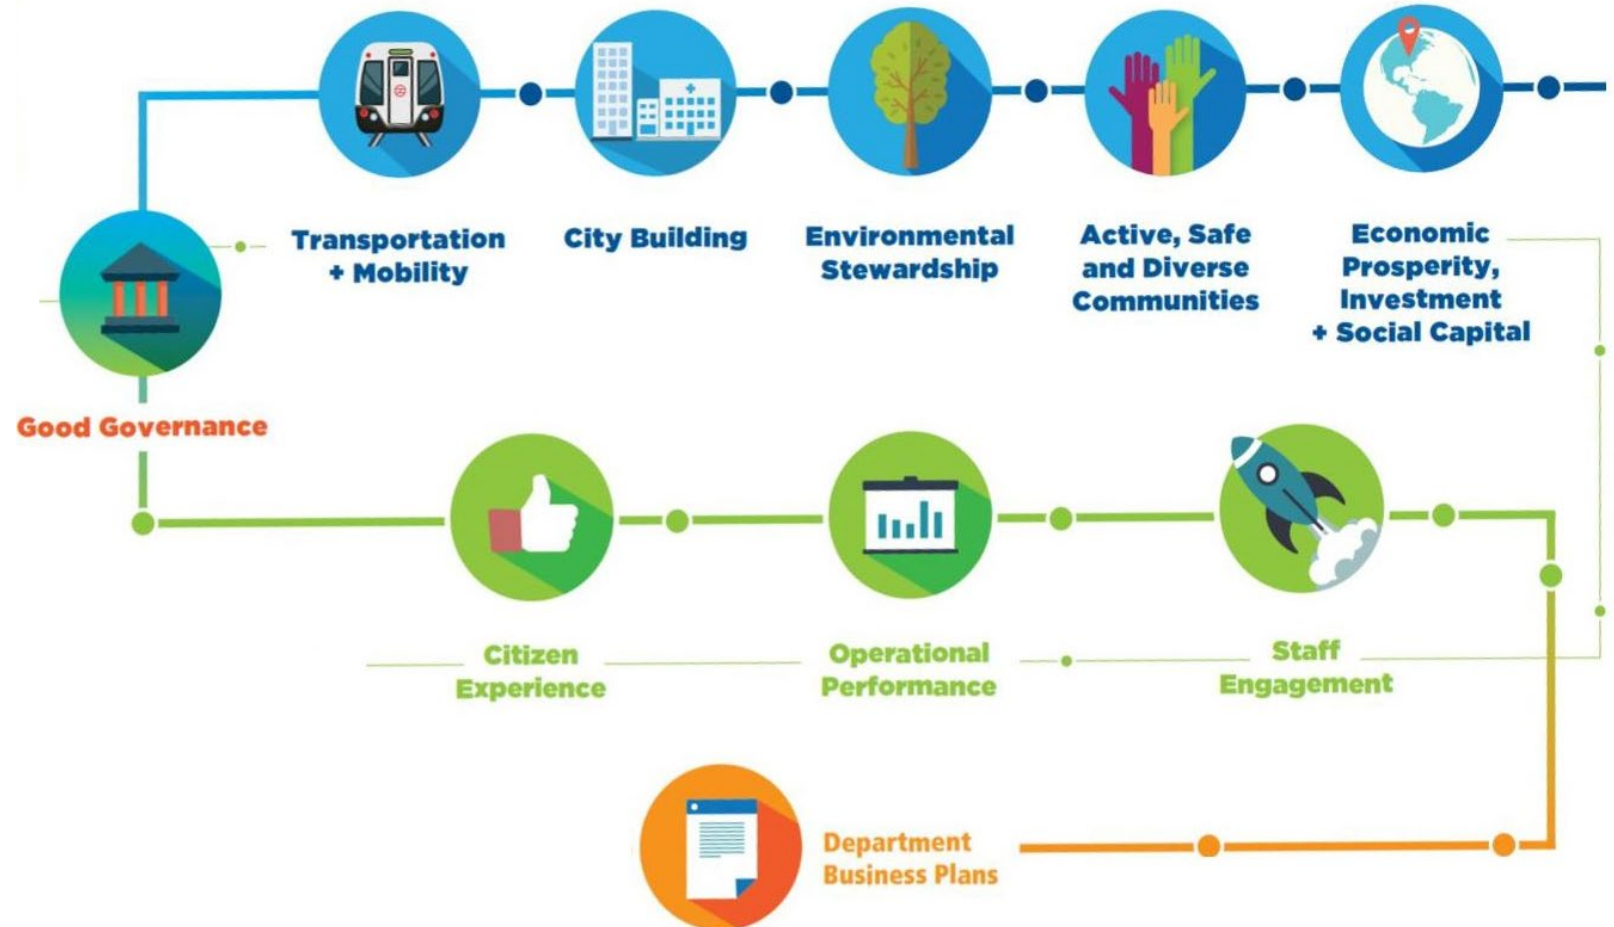 Transportation
+ Mobility
City Building
Environmental
Stewardship
Active, Safe
and Diverse
Communities
Economic
Prosperity,
Investment
+ Social Capital
Good Governance
Citizen
Experience
Operational
Performance
Staff
Engagement
Department
Business Plans